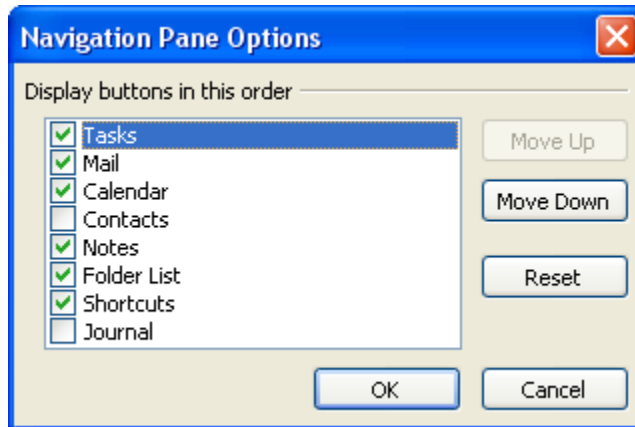 Navigation Pane Options
Display buttons in this order
Tasks
Mail
Calendar
Contacts
Notes
Folder List
Shortcuts
Journal
Move Up
Move Down
Reset
OK
Cancel